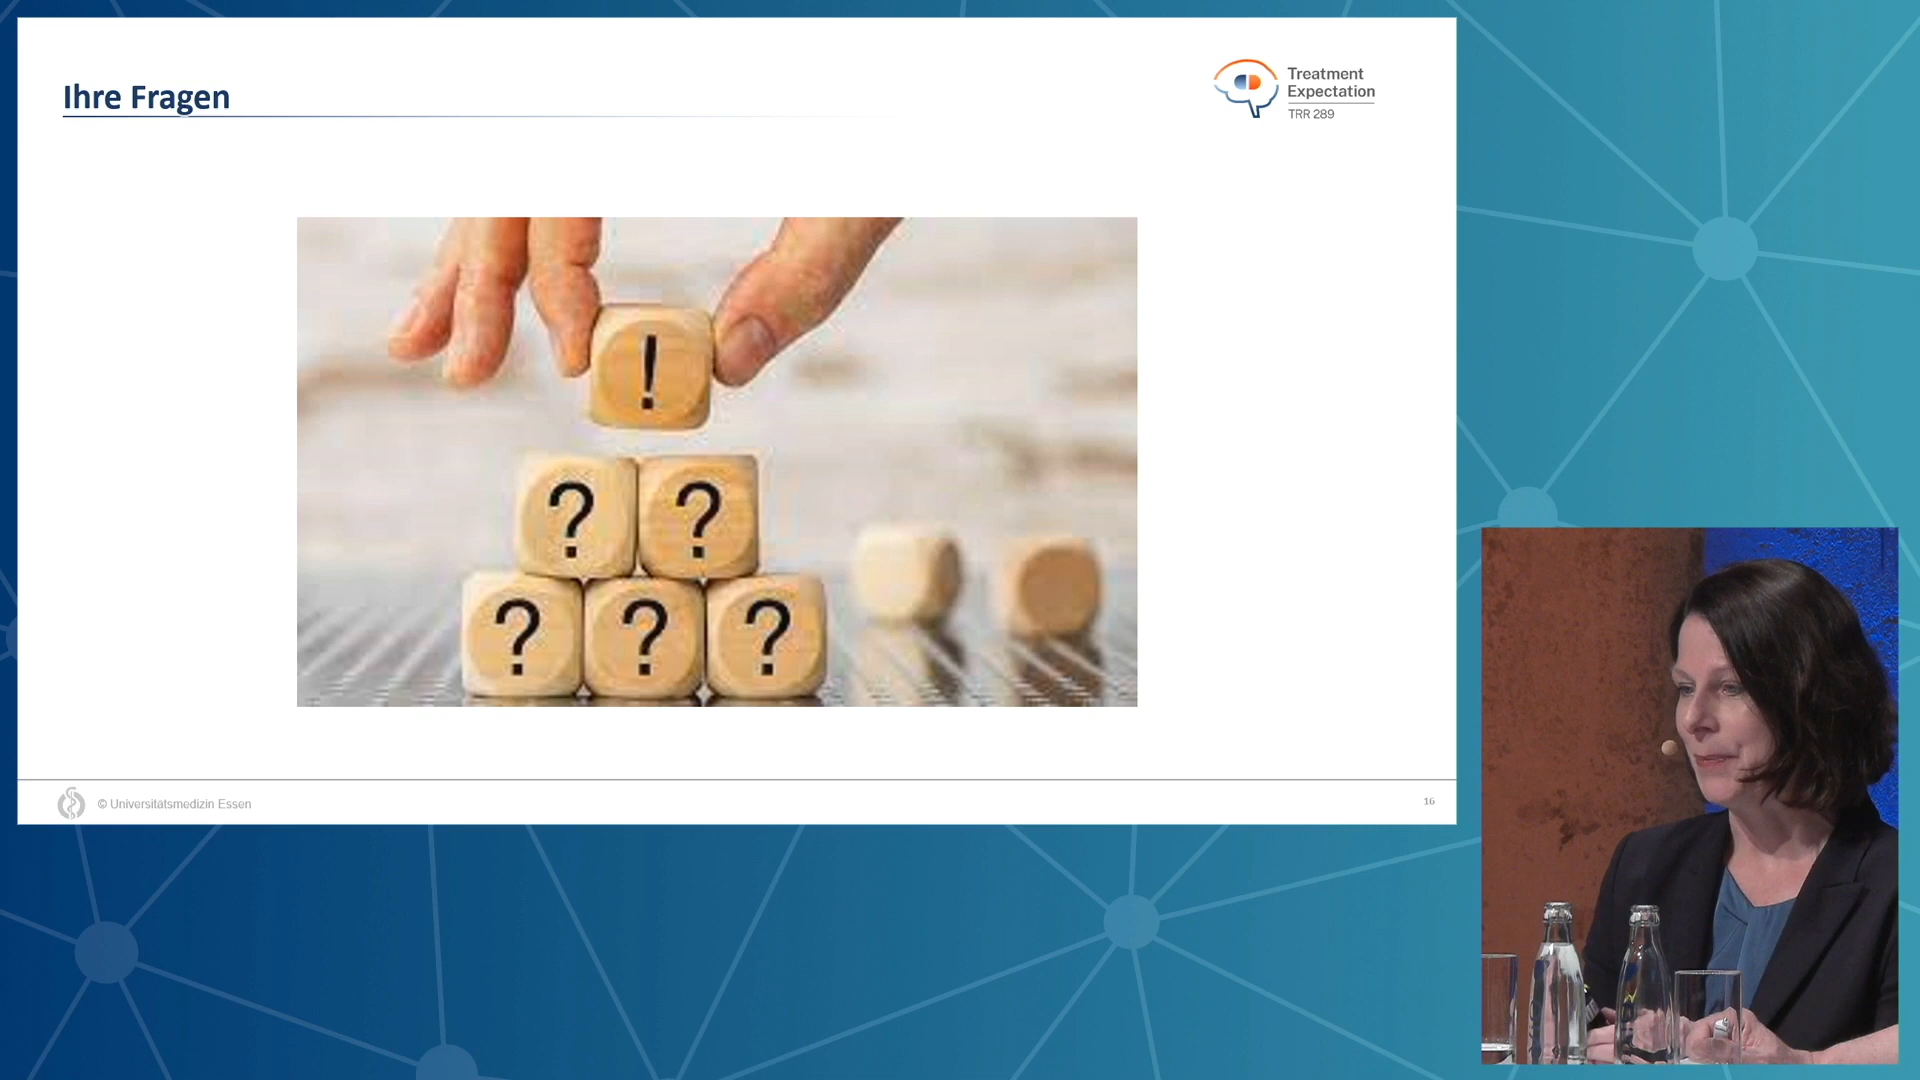 Ihre Fragen
Treatment
Expectation
TRR 289
!
? ?
? ? ?
© Universitätsmedizin Essen
16